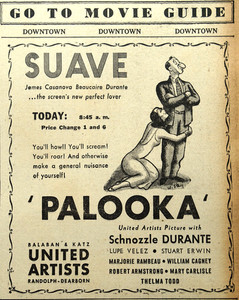 GO TO MOVIE GUIDE
DOWNTOWN DOWNTOWN DOWNTOWN
SUAVE
James Casanova Beaucaire Durante
...the screen's new perfect lover
TODAY: 8:45 a. m.
Price Change 1 and 6
You'll howl! You'll scream!
You'll roar! And otherwise
make a general nuisance
of yourself!
'PALOOKA'
United Artists Picture with
Schnozzle DURANTE
LUPE VELEZ • STUART ERWIN
MARJORIE RAMBEAU • WILLIAM CAGNEY
ROBERT ARMSTRONG • MARY CARLISLE
THELMA TODD
BALABAN & KATZ
UNITED
ARTISTS
RANDOLPH-DEARBORN